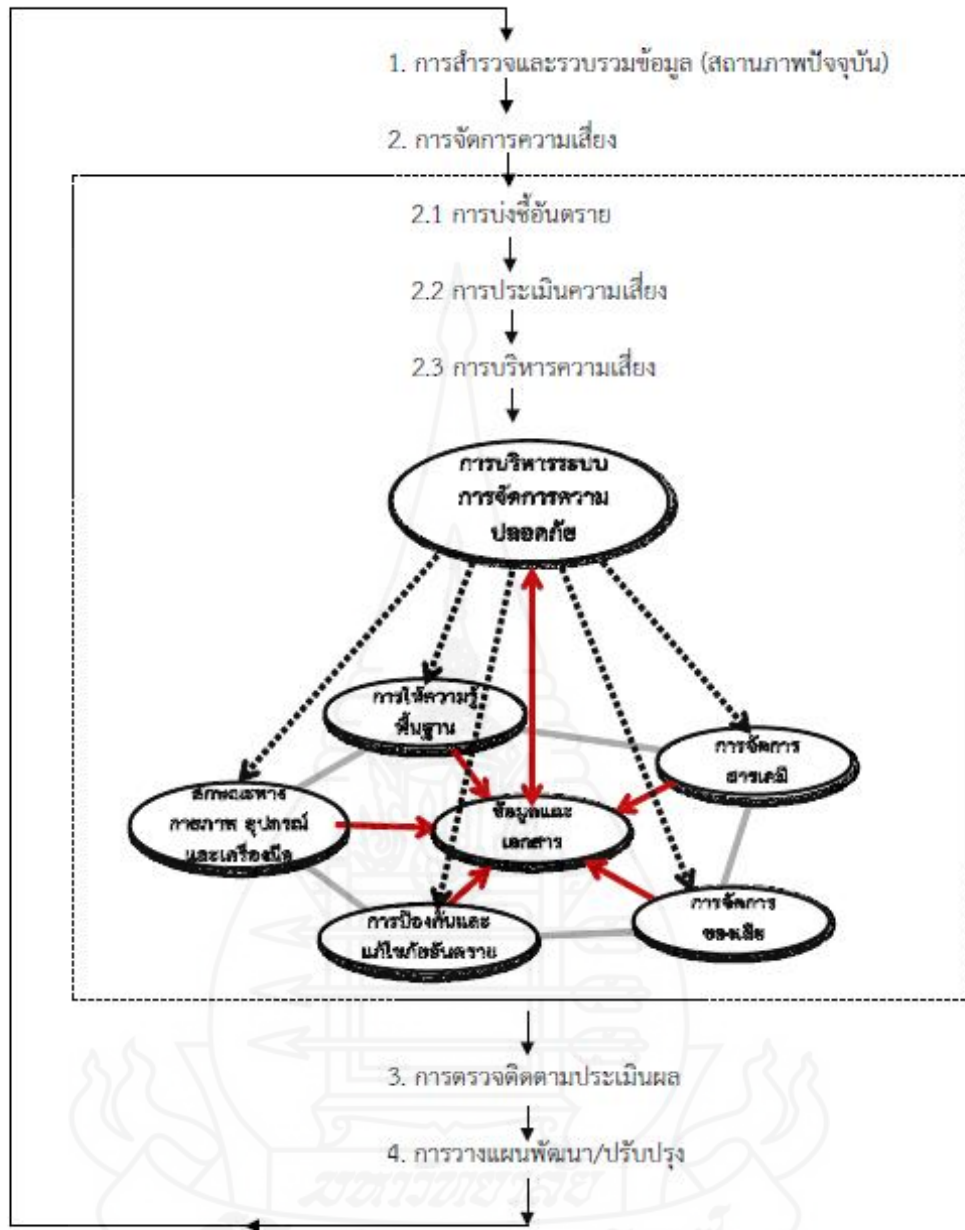 1. การสำรวจและรวบรวมข้อมูล (สถานภาพปัจจุบัน)
2. การจัดการความเสี่ยง
2.1 การบ่งชี้อันตราย
2.2 การประเมินความเสี่ยง
2.3 การบริหารความเสี่ยง
การบริหารระบบ
การจัดการความ
ปลอดภัย
การให้ความรู้
พื้นฐาน
การจัดการ
สารเคมี
ลักษณะทาง
กายภาพ อุปกรณ์
และเครื่องมือ
ข้อมูลและ
เอกสาร
การป้องกันและ
แก้ไขภัยอันตราย
การจัดการ
ของเสีย
3. การตรวจติดตามประเมินผล
4. การวางแผนพัฒนา/ปรับปรุง
มหาวิทยาลัย